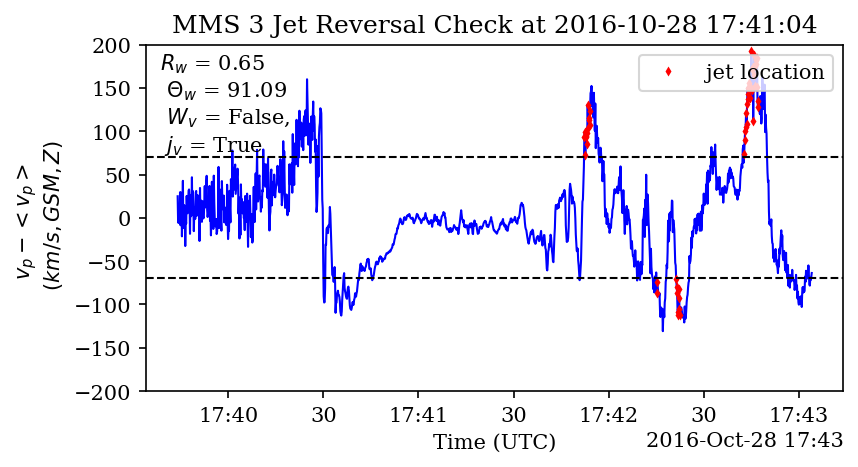 MMS 3 Jet Reversal Check at 2016-10-28 17:41:04
200
150
100
50
0
−50
−100
−150
−200
v_p − <v_p>
(km/s, GSM, Z)
R_w = 0.65
Θ_w = 91.09
W_v = False,
j_v = True
jet location
17:40 30 17:41 30 17:42 30 17:43
Time (UTC)
2016-Oct-28 17:43